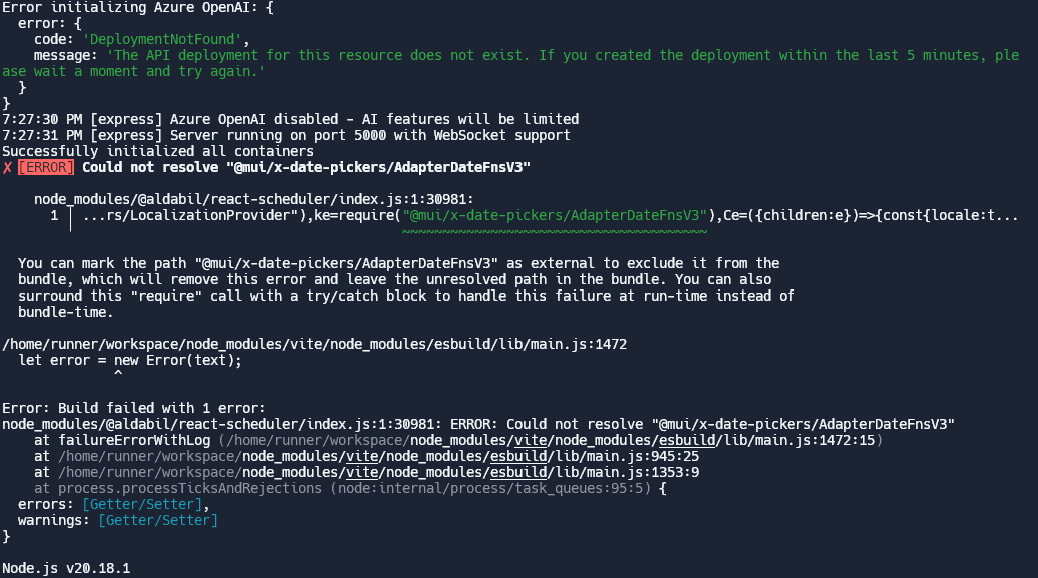 Error initializing Azure OpenAI: {
  error: {
    code: 'DeploymentNotFound',
    message: 'The API deployment for this resource does not exist. If you created the deployment within the last 5 minutes, ple
ase wait a moment and try again.'
  }
}
7:27:30 PM [express] Azure OpenAI disabled - AI features will be limited
7:27:31 PM [express] Server running on port 5000 with WebSocket support
Successfully initialized all containers
✗ [ERROR] Could not resolve "@mui/x-date-pickers/AdapterDateFnsV3"
    node_modules/@aldabil/react-scheduler/index.js:1:30981:
      1 │ ...rs/LocalizationProvider"),ke=require("@mui/x-date-pickers/AdapterDateFnsV3"),Ce=({children:e})=>{const{locale:t...
        │                                         ~~~~~~~~~~~~~~~~~~~~~~~~~~~~~~~~~~~~~~
  You can mark the path "@mui/x-date-pickers/AdapterDateFnsV3" as external to exclude it from the
  bundle, which will remove this error and leave the unresolved path in the bundle. You can also
  surround this "require" call with a try/catch block to handle this failure at run-time instead of
  bundle-time.
/home/runner/workspace/node_modules/vite/node_modules/esbuild/lib/main.js:1472
  let error = new Error(text);
              ^
Error: Build failed with 1 error:
node_modules/@aldabil/react-scheduler/index.js:1:30981: ERROR: Could not resolve "@mui/x-date-pickers/AdapterDateFnsV3"
    at failureErrorWithLog (/home/runner/workspace/node_modules/vite/node_modules/esbuild/lib/main.js:1472:15)
    at /home/runner/workspace/node_modules/vite/node_modules/esbuild/lib/main.js:945:25
    at /home/runner/workspace/node_modules/vite/node_modules/esbuild/lib/main.js:1353:9
    at process.processTicksAndRejections (node:internal/process/task_queues:95:5) {
  errors: [Getter/Setter],
  warnings: [Getter/Setter]
}
Node.js v20.18.1